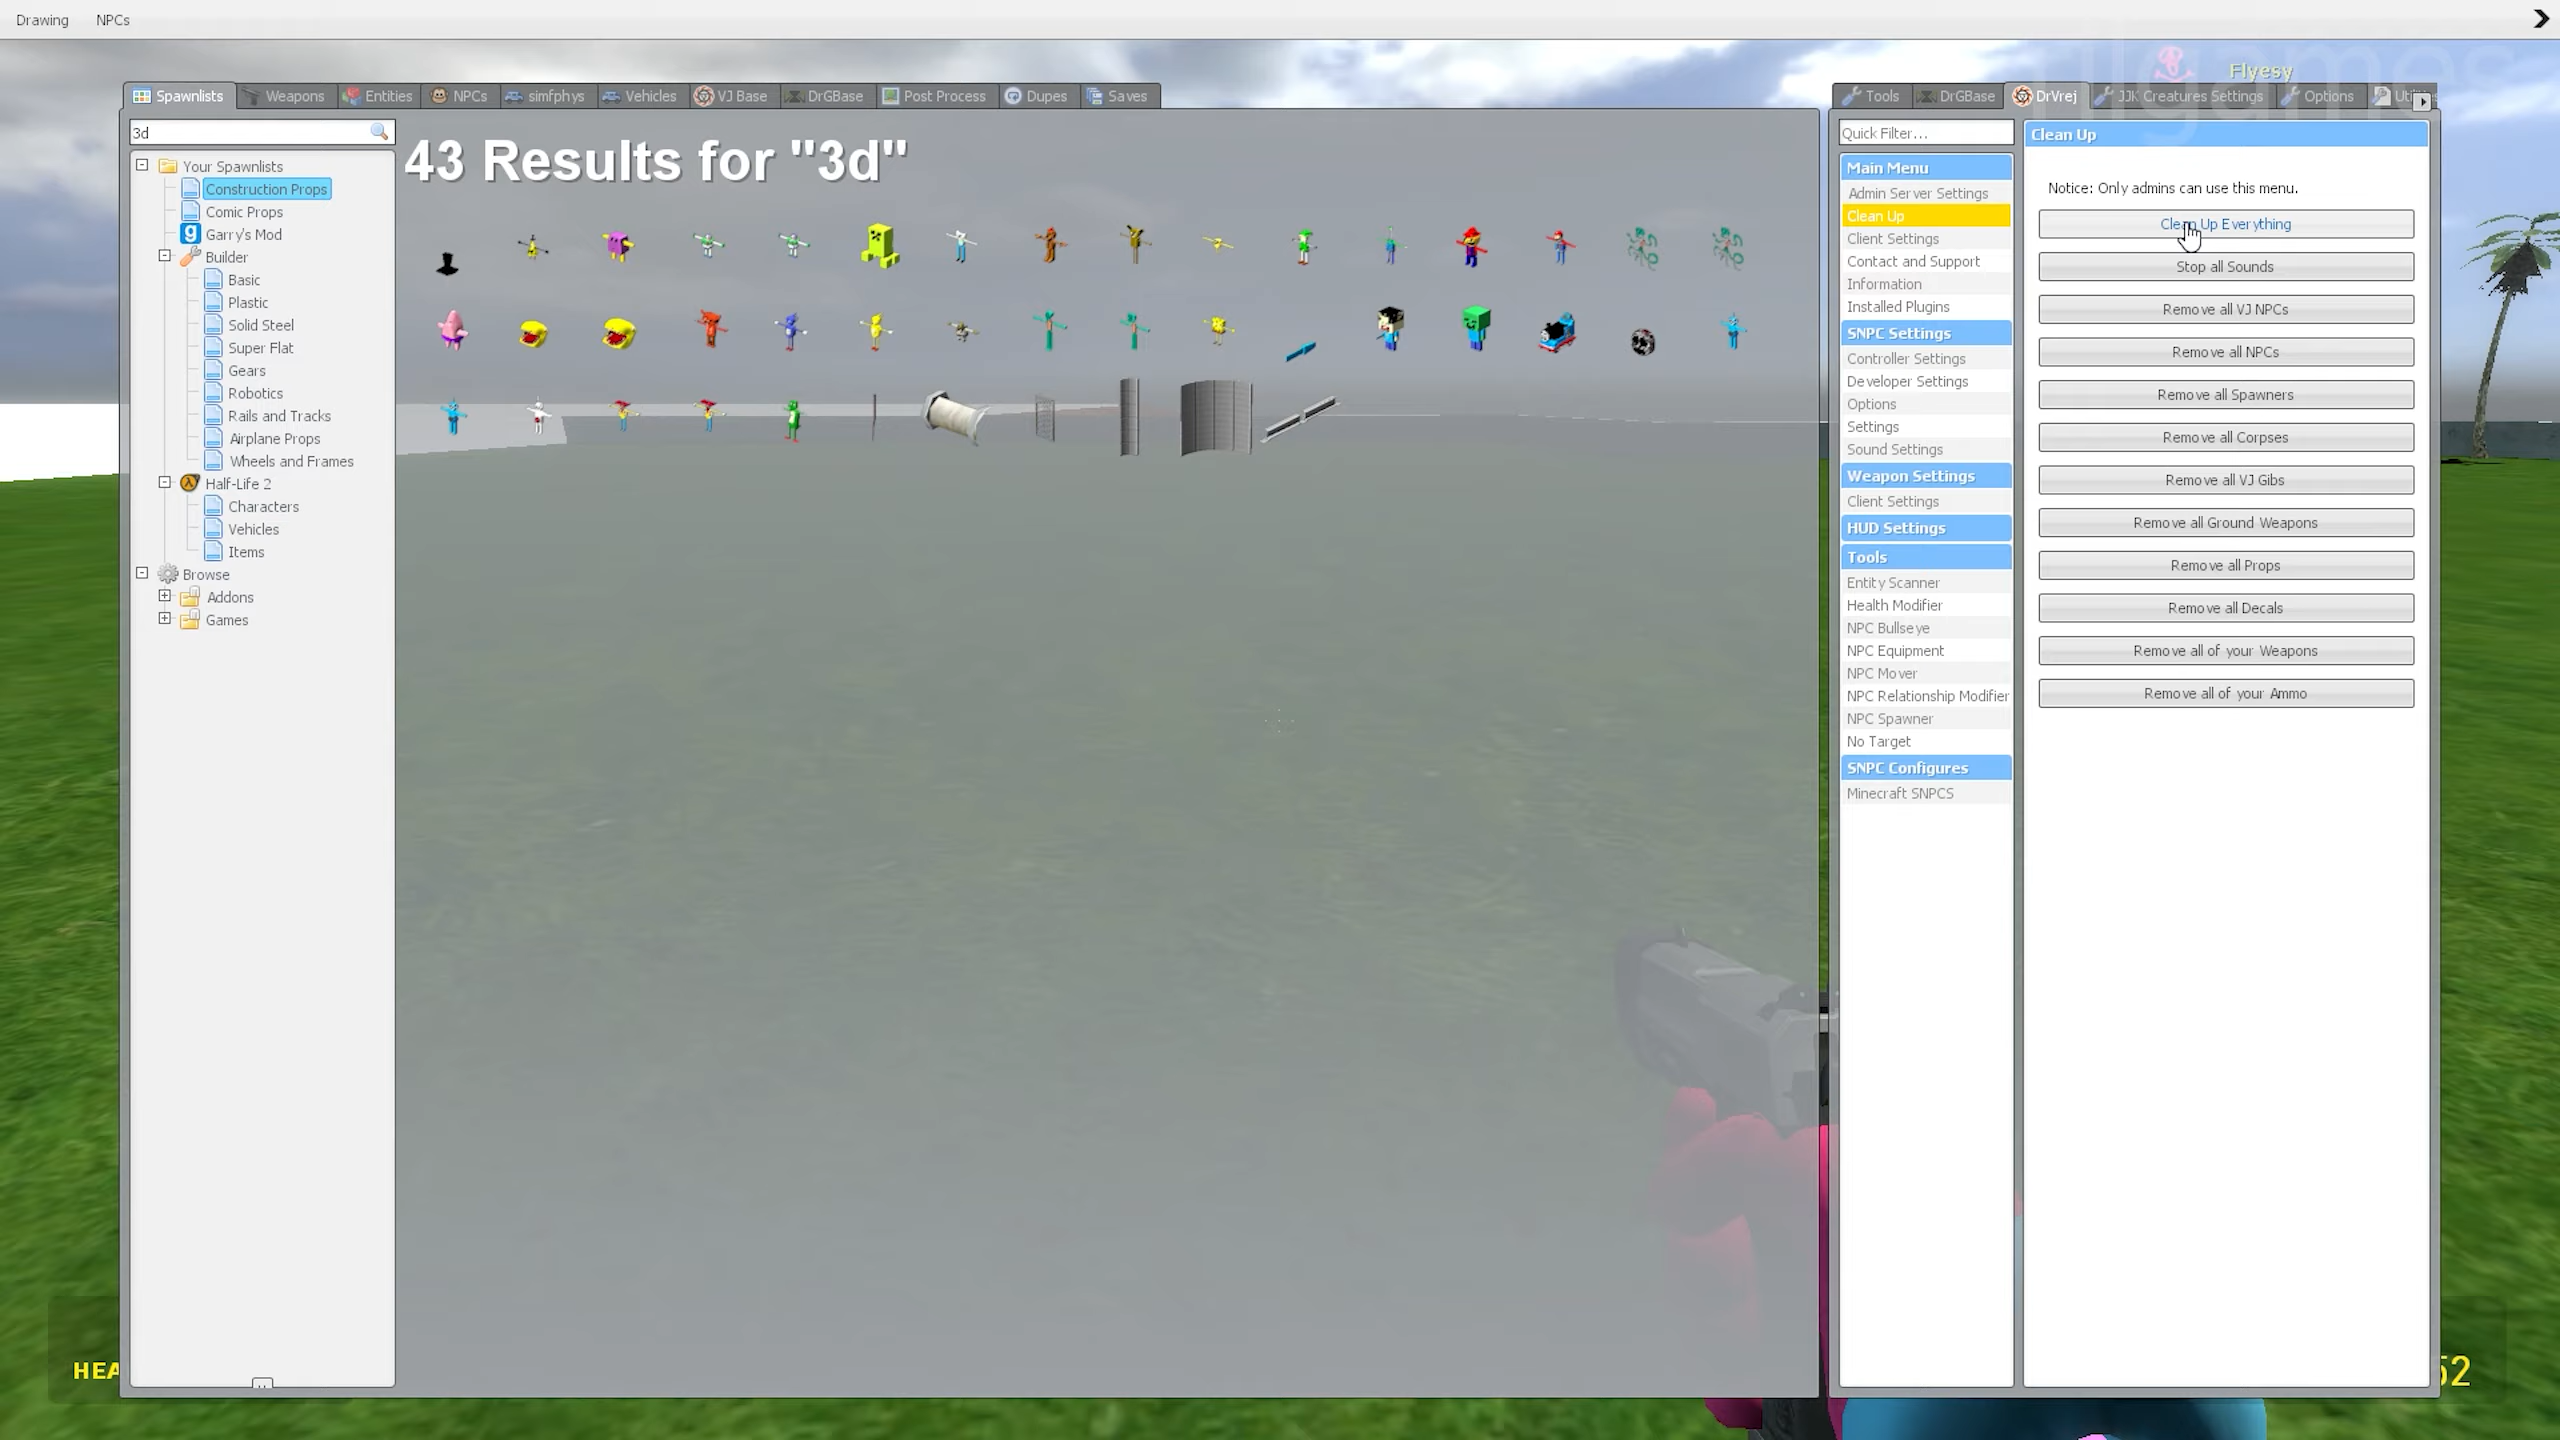 Drawing NPCs
Flyesy
Spawnlists Weapons Entities NPCs simfphys Vehicles VJ Base DrGBase Post Process Dupes Saves
Tools DrGBase DrVrej JJK Creatures Settings Options
3d
43 Results for "3d"
Your Spawnlists
Construction Props
Comic Props
Garry's Mod
Builder
Basic
Plastic
Solid Steel
Super Flat
Gears
Robotics
Rails and Tracks
Airplane Props
Wheels and Frames
Half-Life 2
Characters
Vehicles
Items
Browse
Addons
Games
Quick Filter...
Main Menu
Admin Server Settings
Clean Up
Client Settings
Contact and Support
Information
Installed Plugins
SNPC Settings
Controller Settings
Developer Settings
Options
Settings
Sound Settings
Weapon Settings
Client Settings
HUD Settings
Tools
Entity Scanner
Health Modifier
NPC Bullseye
NPC Equipment
NPC Mover
NPC Relationship Modifier
NPC Spawner
No Target
SNPC Configures
Minecraft SNPCS
Clean Up
Notice: Only admins can use this menu.
Clean Up Everything
Stop all Sounds
Remove all VJ NPCs
Remove all NPCs
Remove all Spawners
Remove all Corpses
Remove all VJ Gibs
Remove all Ground Weapons
Remove all Props
Remove all Decals
Remove all of your Weapons
Remove all of your Ammo
HEA
52